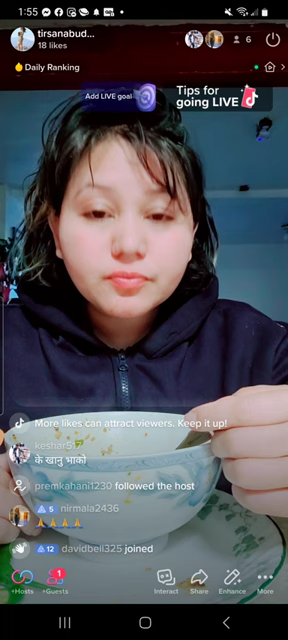 1:55
55%
tirsanabud...
18 likes
6
Daily Ranking
Add LIVE goal
Tips for
going LIVE
More likes can attract viewers. Keep it up!
keshar517
के खानु भाको
premkahani1230 followed the host
5 nirmala2436
🙏🙏🙏🙏
12 davidbell325 joined
1
+Hosts
+Guests
Interact
Share
Enhance
More